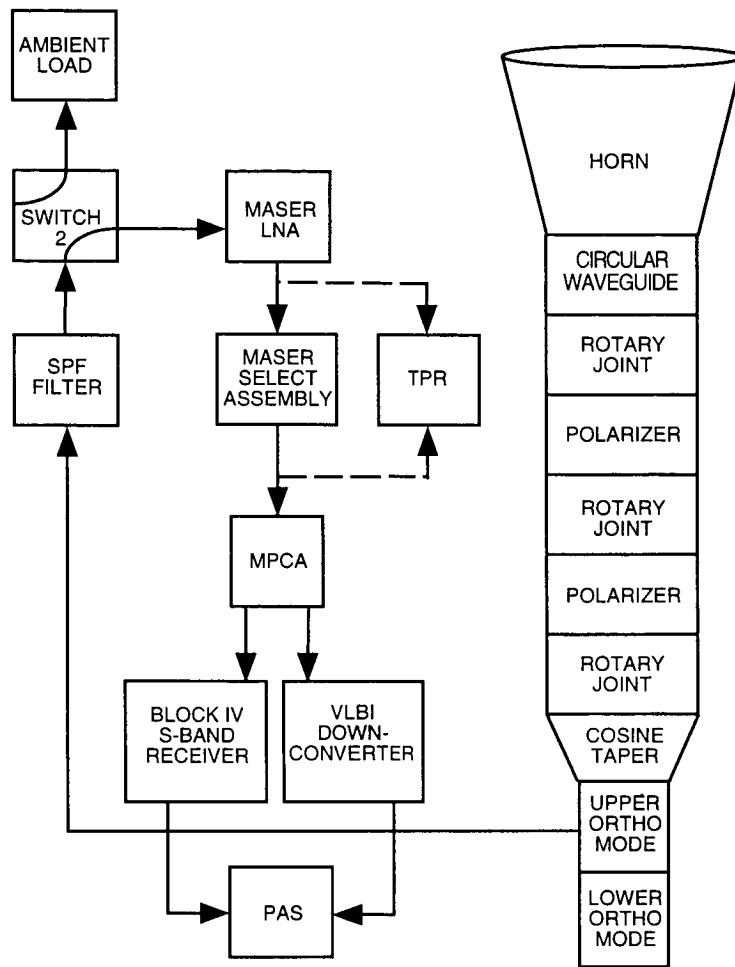 AMBIENT
LOAD
SWITCH
2
MASER
LNA
SPF
FILTER
MASER
SELECT
ASSEMBLY
TPR
MPCA
BLOCK IV
S-BAND
RECEIVER
VLBI
DOWN-
CONVERTER
PAS
HORN
CIRCULAR
WAVEGUIDE
ROTARY
JOINT
POLARIZER
ROTARY
JOINT
POLARIZER
ROTARY
JOINT
COSINE
TAPER
UPPER
ORTHO
MODE
LOWER
ORTHO
MODE